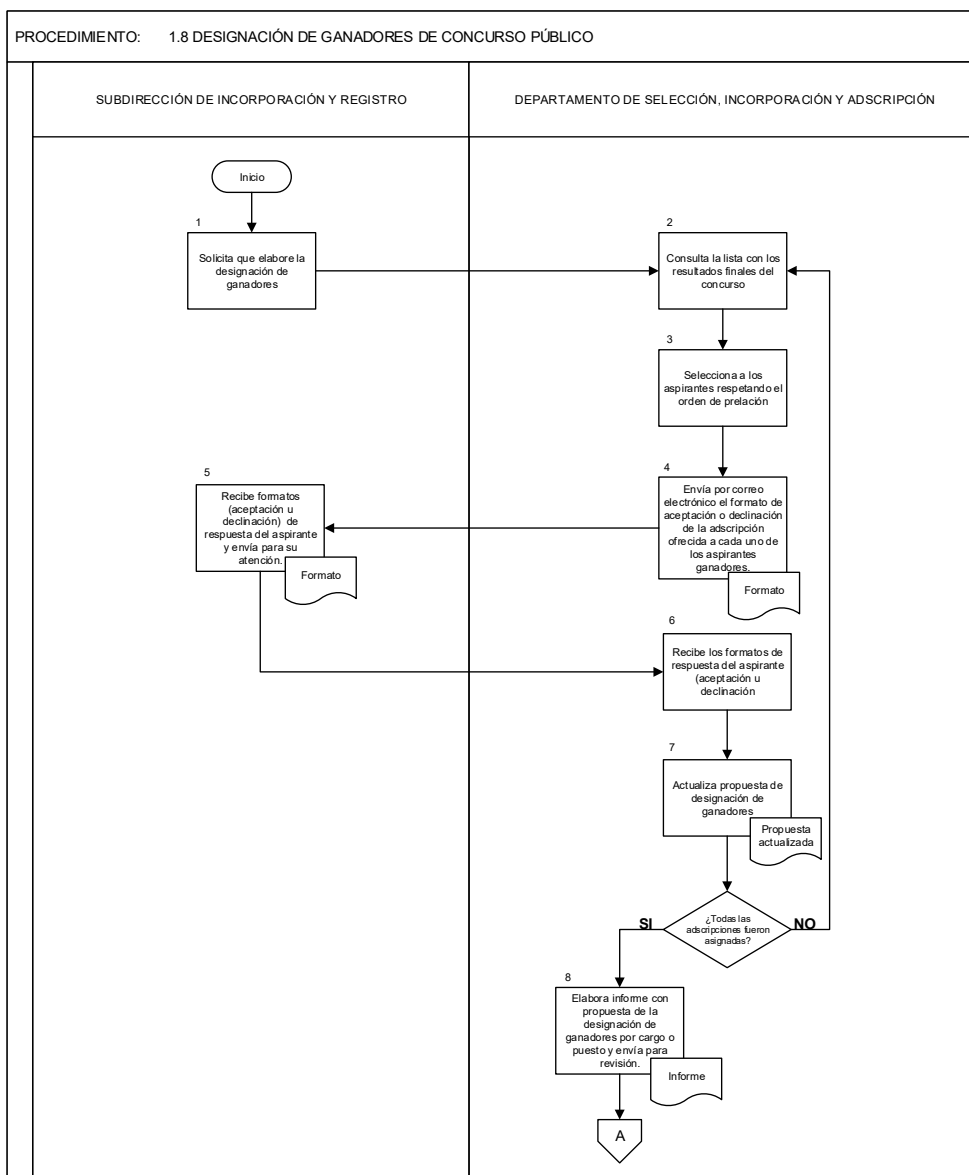 PROCEDIMIENTO: 1.8 DESIGNACIÓN DE GANADORES DE CONCURSO PÚBLICO
SUBDIRECCIÓN DE INCORPORACIÓN Y REGISTRO
DEPARTAMENTO DE SELECCIÓN, INCORPORACIÓN Y ADSCRIPCIÓN
Inicio
1
Solicita que elabore la
designación de
ganadores
2
Consulta la lista con los
resultados finales del
concurso
3
Selecciona a los
aspirantes respetando el
orden de prelación
4
Envía por correo
electrónico el formato de
aceptación o declinación
de la adscripción
ofrecida a cada uno de
los aspirantes
ganadores.
Formato
5
Recibe formatos
(aceptación u
declinación) de
respuesta del aspirante
y envía para su
atención.
Formato
6
Recibe los formatos de
respuesta del aspirante
(aceptación u
declinación
7
Actualiza propuesta de
designación de
ganadores
Propuesta
actualizada
¿Todas las
adscripciones fueron
asignadas?
SI
NO
8
Elabora informe con
propuesta de la
designación de
ganadores por cargo o
puesto y envía para
revisión.
Informe
A